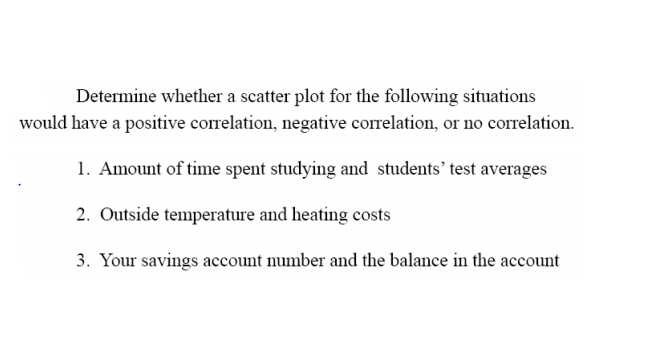 Determine whether a scatter plot for the following situations
would have a positive correlation, negative correlation, or no correlation.
1. Amount of time spent studying and students’ test averages
2. Outside temperature and heating costs
3. Your savings account number and the balance in the account